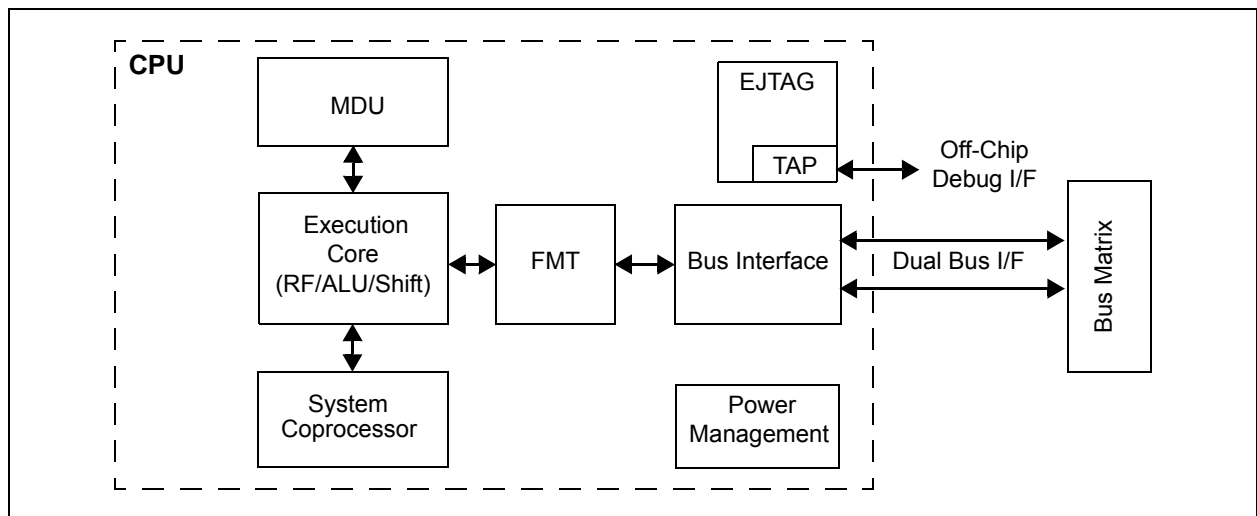 CPU
MDU
EJTAG
TAP
Off-Chip
Debug I/F
Execution
Core
(RF/ALU/Shift)
FMT
Bus Interface
Dual Bus I/F
Bus Matrix
System
Coprocessor
Power
Management